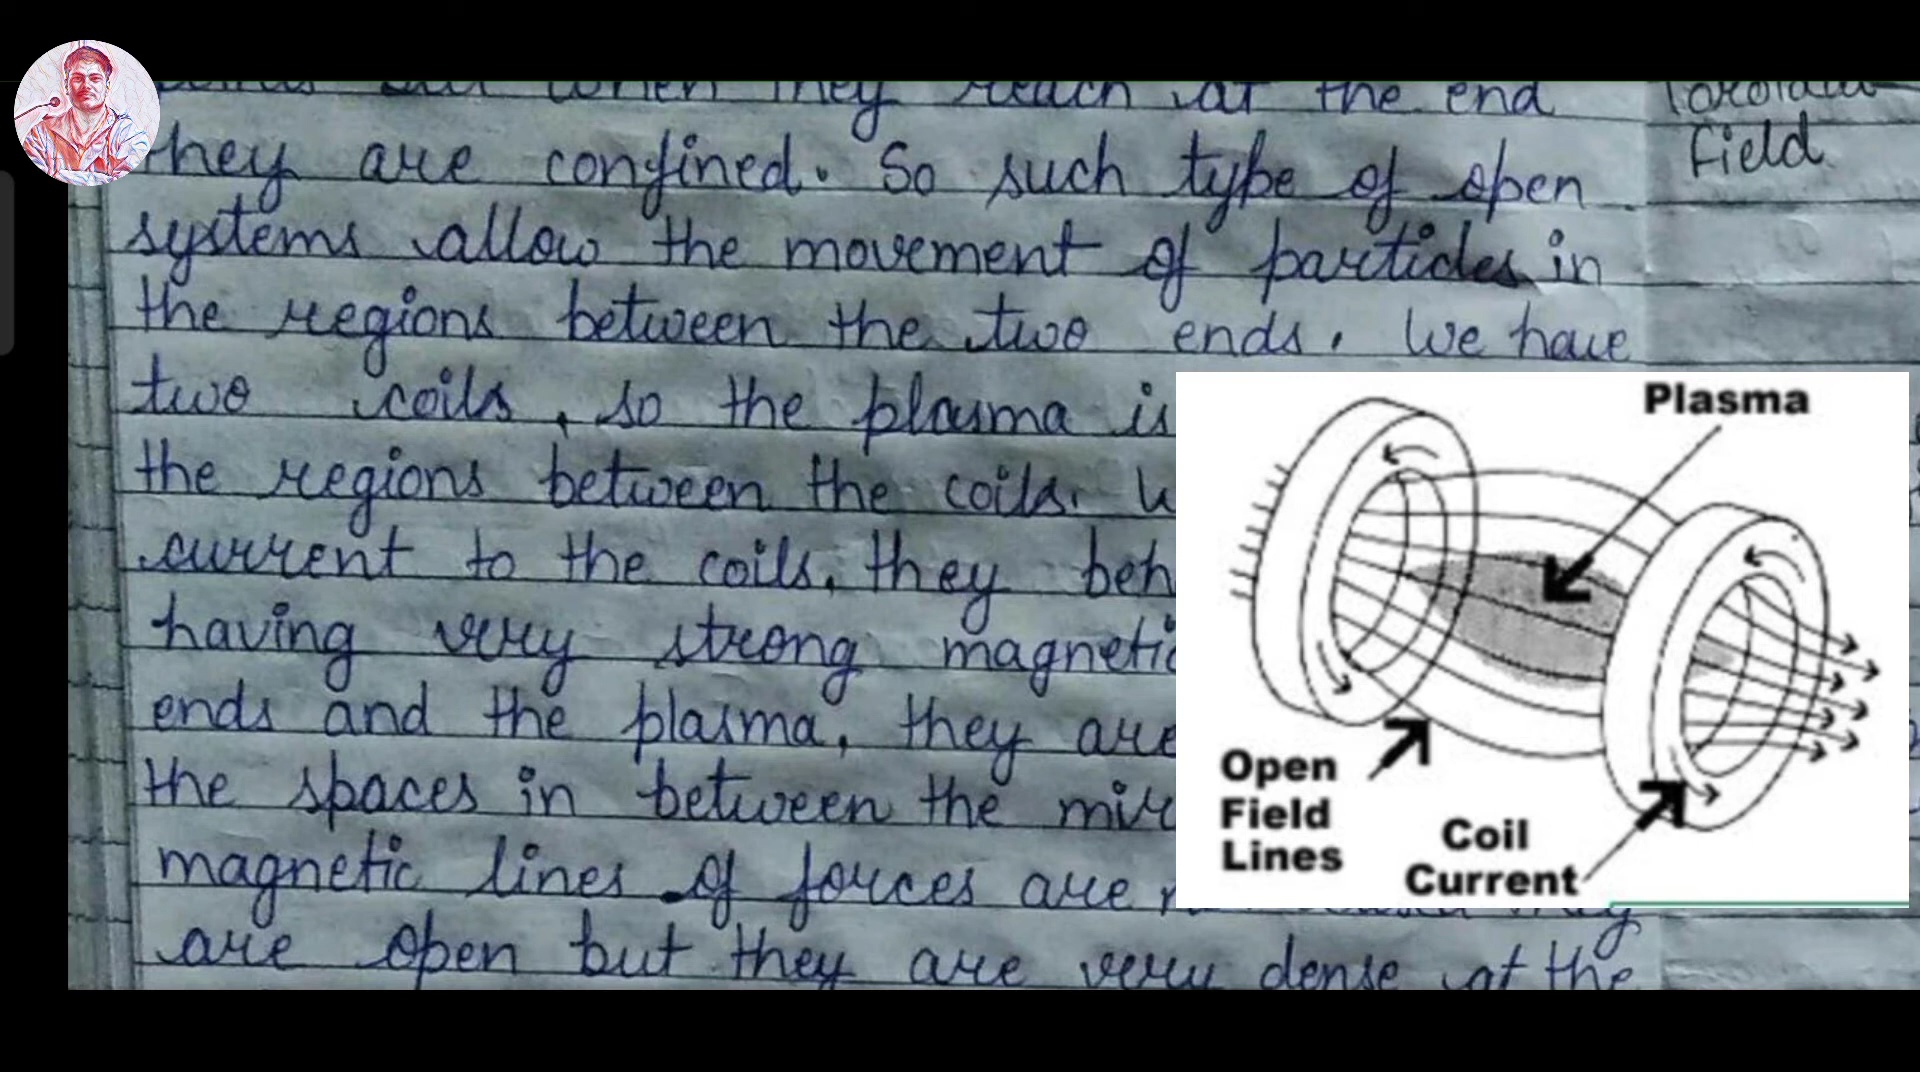 when they reach at the end
they are confined. So such type of open
systems allow the movement of particles in
the regions between the two ends. We have
two coils, so the plasma is
the regions between the coils.
current to the coils, they beh
having very strong magnetic
ends and the plasma, they are
the spaces in between the mir
magnetic lines of forces are
are open but they are very dense at the
Toroidal
Field
Plasma
Open
Field
Lines
Coil
Current